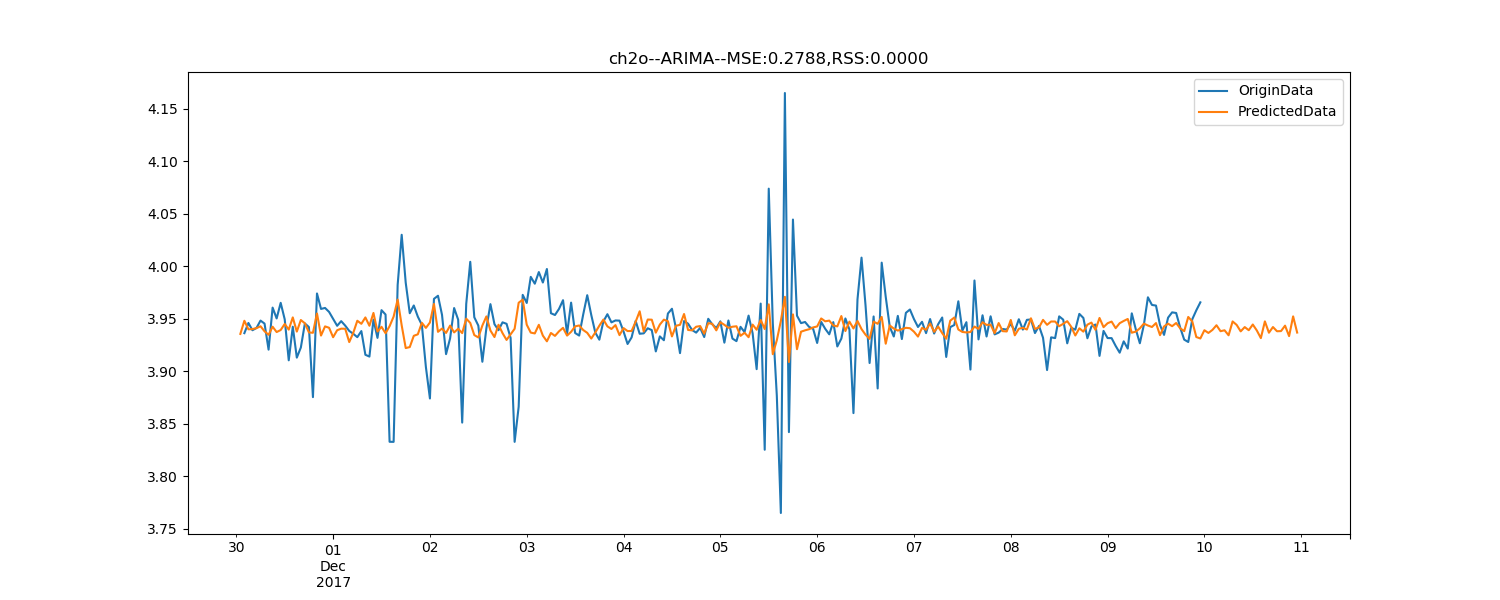 ch2o--ARIMA--MSE:0.2788,RSS:0.0000
OriginData
PredictedData
4.15
4.10
4.05
4.00
3.95
3.90
3.85
3.80
3.75
30 01 02 03 04 05 06 07 08 09 10 11
Dec
2017